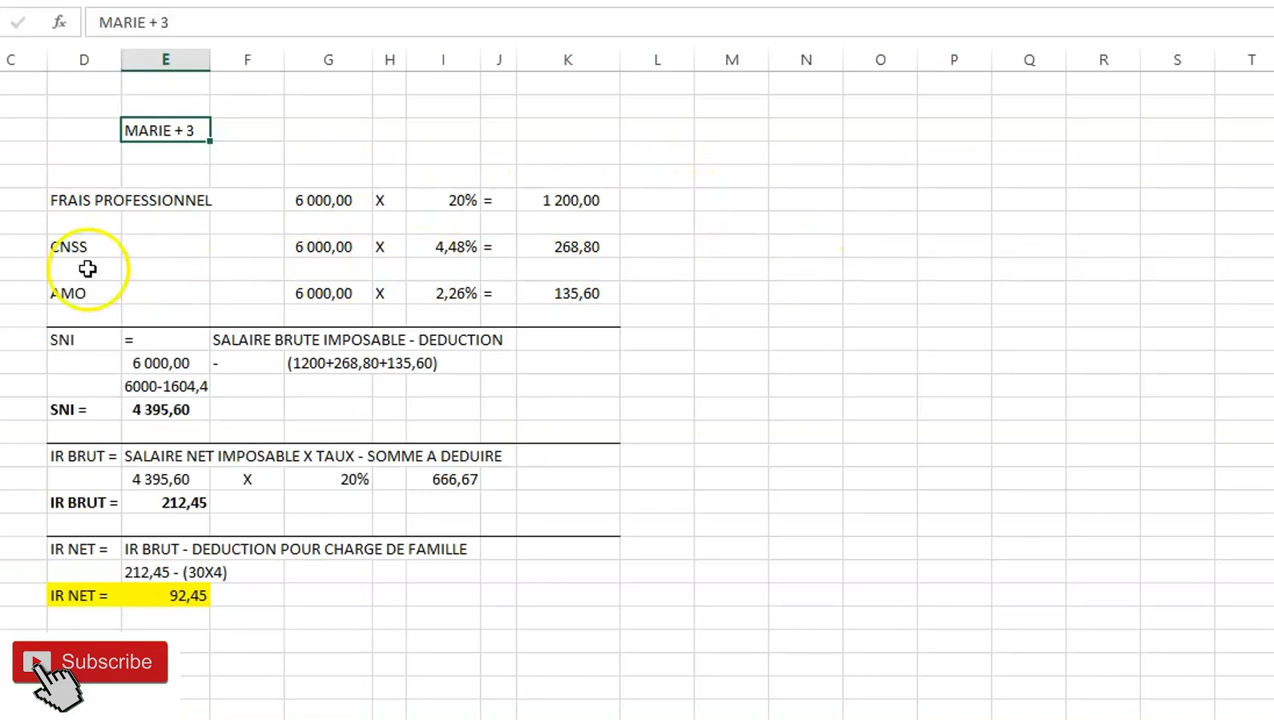 MARIE + 3
C D E F G H I J K L M N O P Q R S T
MARIE + 3
FRAIS PROFESSIONNEL 6 000,00 X 20% = 1 200,00
CNSS 6 000,00 X 4,48% = 268,80
AMO 6 000,00 X 2,26% = 135,60
SNI = SALAIRE BRUTE IMPOSABLE - DEDUCTION
6 000,00 - (1200+268,80+135,60)
6000-1604,4
SNI = 4 395,60
IR BRUT = SALAIRE NET IMPOSABLE X TAUX - SOMME A DEDUIRE
4 395,60 X 20% 666,67
IR BRUT = 212,45
IR NET = IR BRUT - DEDUCTION POUR CHARGE DE FAMILLE
212,45 - (30X4)
IR NET = 92,45
Subscribe